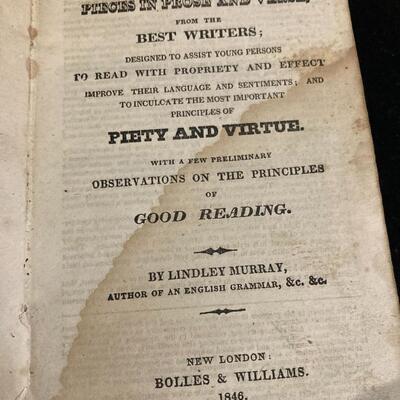 PIECES IN PROSE AND VERSE,
FROM THE
BEST WRITERS;
DESIGNED TO ASSIST YOUNG PERSONS
TO READ WITH PROPRIETY AND EFFECT
IMPROVE THEIR LANGUAGE AND SENTIMENTS; AND
TO INCULCATE THE MOST IMPORTANT
PRINCIPLES OF
PIETY AND VIRTUE.
WITH A FEW PRELIMINARY
OBSERVATIONS ON THE PRINCIPLES
OF
GOOD READING.
BY LINDLEY MURRAY,
AUTHOR OF AN ENGLISH GRAMMAR, &c. &c.
NEW LONDON:
BOLLES & WILLIAMS.
1846.